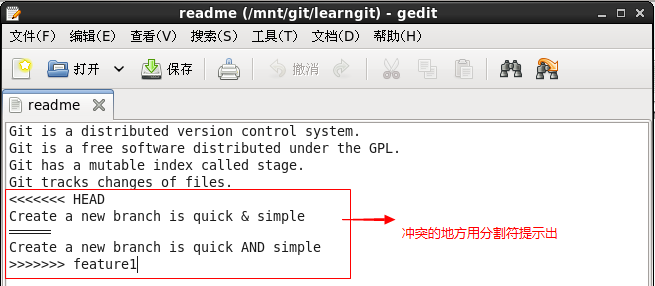 readme (/mnt/git/learngit) - gedit
文件(F) 编辑(E) 查看(V) 搜索(S) 工具(T) 文档(D) 帮助(H)
打开 保存 撤消
readme
Git is a distributed version control system.
Git is a free software distributed under the GPL.
Git has a mutable index called stage.
Git tracks changes of files.
<<<<<<< HEAD
Create a new branch is quick & simple
=======
Create a new branch is quick AND simple
>>>>>>> feature1
冲突的地方用分割符提示出